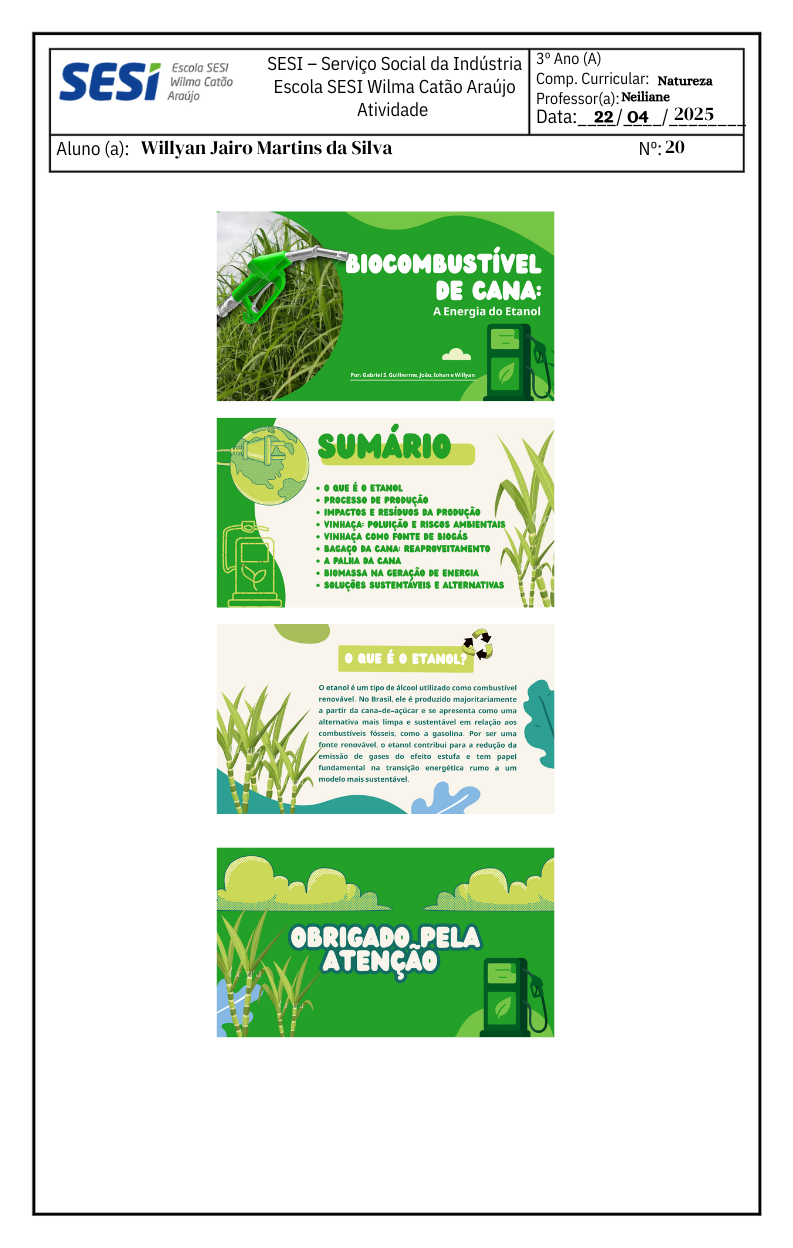 SESI
Escola SESI
Wilma Catão
Araújo
SESI – Serviço Social da Indústria
Escola SESI Wilma Catão Araújo
Atividade
3º Ano (A)
Comp. Curricular: Natureza
Professor(a): Neiliane
Data:__22__/_04__/_2025____
Aluno (a): Willyan Jairo Martins da Silva
Nº: 20
BIOCOMBUSTÍVEL
DE CANA:
A Energia do Etanol
Por: Gabriel S, Guilherme, João, Iohan e Willyan
SUMÁRIO
• O QUE É O ETANOL
• PROCESSO DE PRODUÇÃO
• IMPACTOS E RESÍDUOS DA PRODUÇÃO
• VINHAÇA: POLUIÇÃO E RISCOS AMBIENTAIS
• VINHAÇA COMO FONTE DE BIOGÁS
• BAGAÇO DA CANA: REAPROVEITAMENTO
• A PALHA DA CANA
• BIOMASSA NA GERAÇÃO DE ENERGIA
• SOLUÇÕES SUSTENTÁVEIS E ALTERNATIVAS
O QUE É O ETANOL?
O etanol é um tipo de álcool utilizado como combustível
renovável. No Brasil, ele é produzido majoritariamente
a partir da cana-de-açúcar e se apresenta como uma
alternativa mais limpa e sustentável em relação aos
combustíveis fósseis, como a gasolina. Por ser uma
fonte renovável, o etanol contribui para a redução da
emissão de gases do efeito estufa e tem papel
fundamental na transição energética rumo a um
modelo mais sustentável.
OBRIGADO PELA
ATENÇÃO